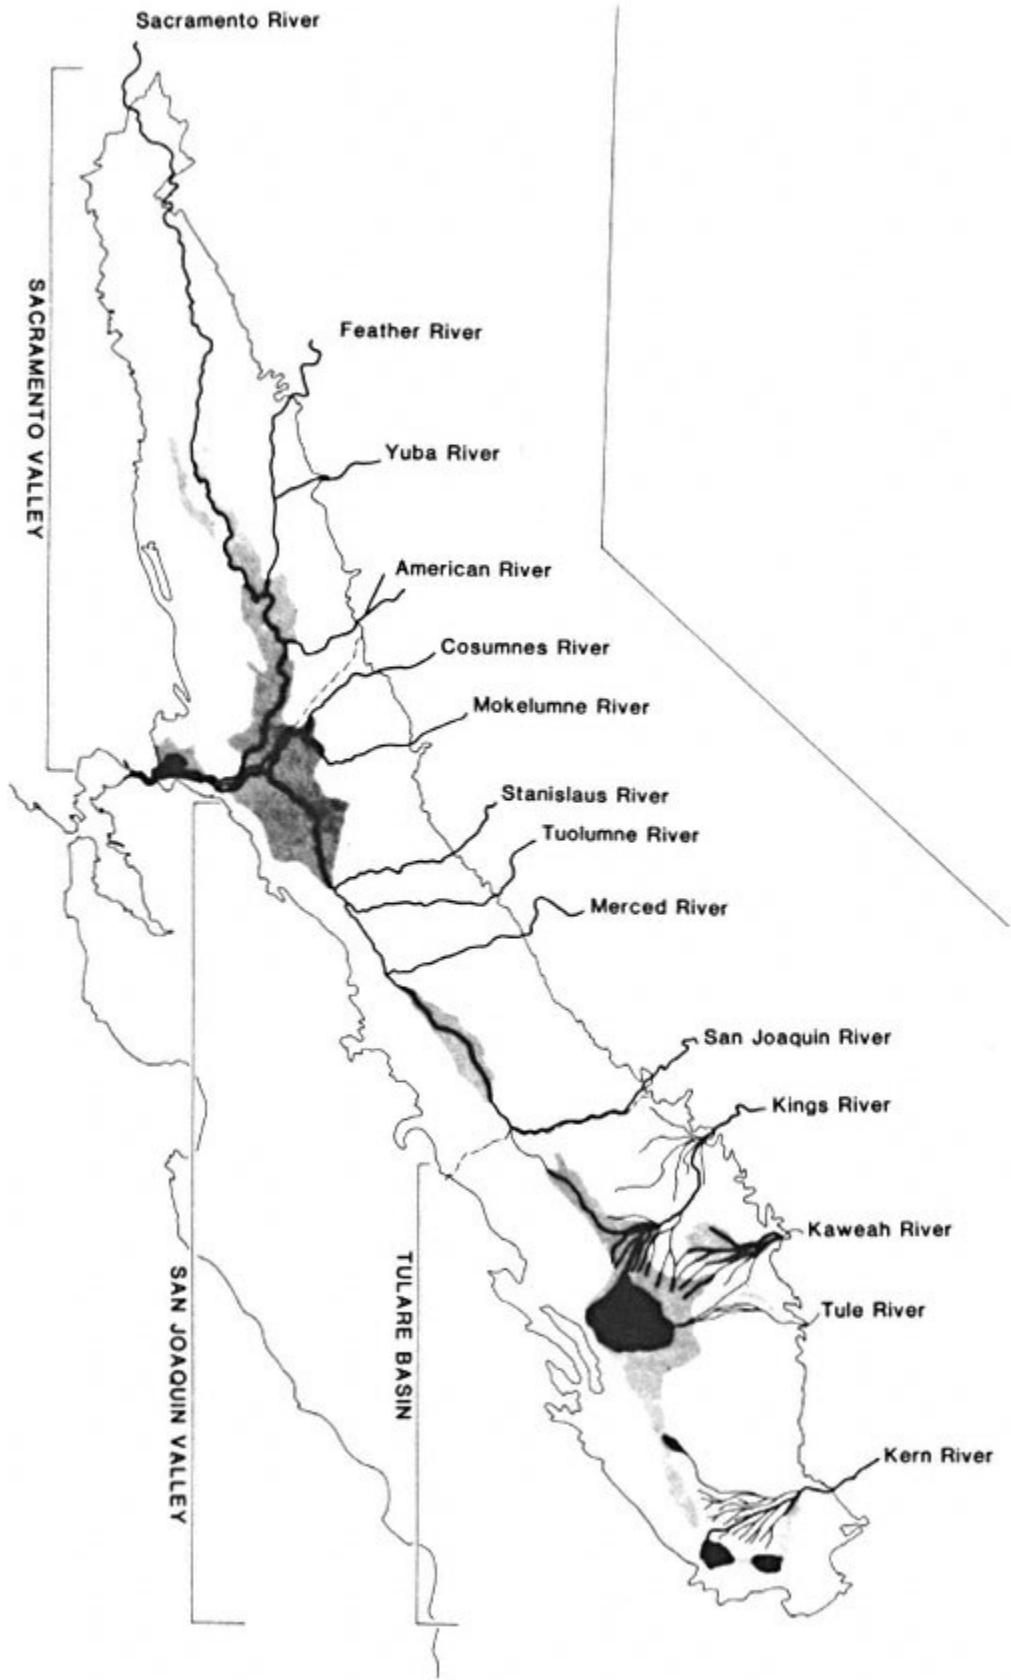 Sacramento River
SACRAMENTO VALLEY
Feather River
Yuba River
American River
Cosumnes River
Mokelumne River
Stanislaus River
Tuolumne River
Merced River
San Joaquin River
Kings River
Kaweah River
TULARE BASIN
SAN JOAQUIN VALLEY
Tule River
Kern River